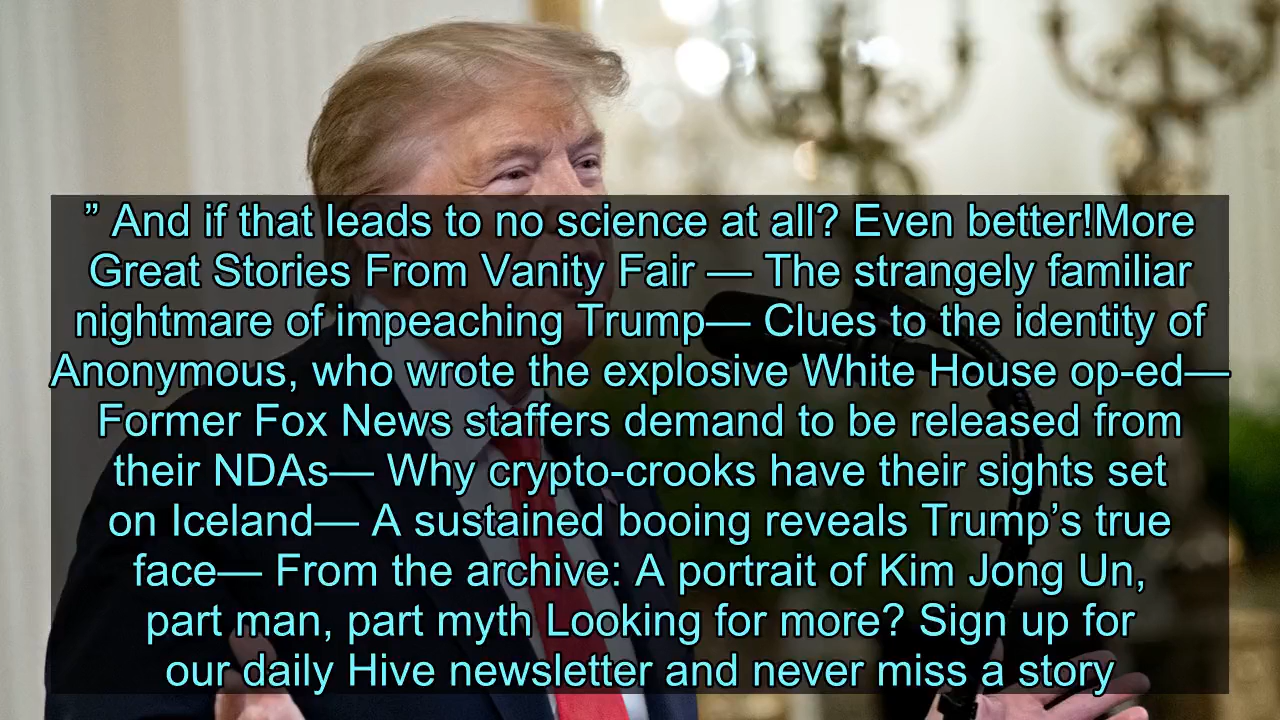 ” And if that leads to no science at all? Even better!More
Great Stories From Vanity Fair — The strangely familiar
nightmare of impeaching Trump— Clues to the identity of
Anonymous, who wrote the explosive White House op-ed—
Former Fox News staffers demand to be released from
their NDAs— Why crypto-crooks have their sights set
on Iceland— A sustained booing reveals Trump’s true
face— From the archive: A portrait of Kim Jong Un,
part man, part myth Looking for more? Sign up for
our daily Hive newsletter and never miss a story